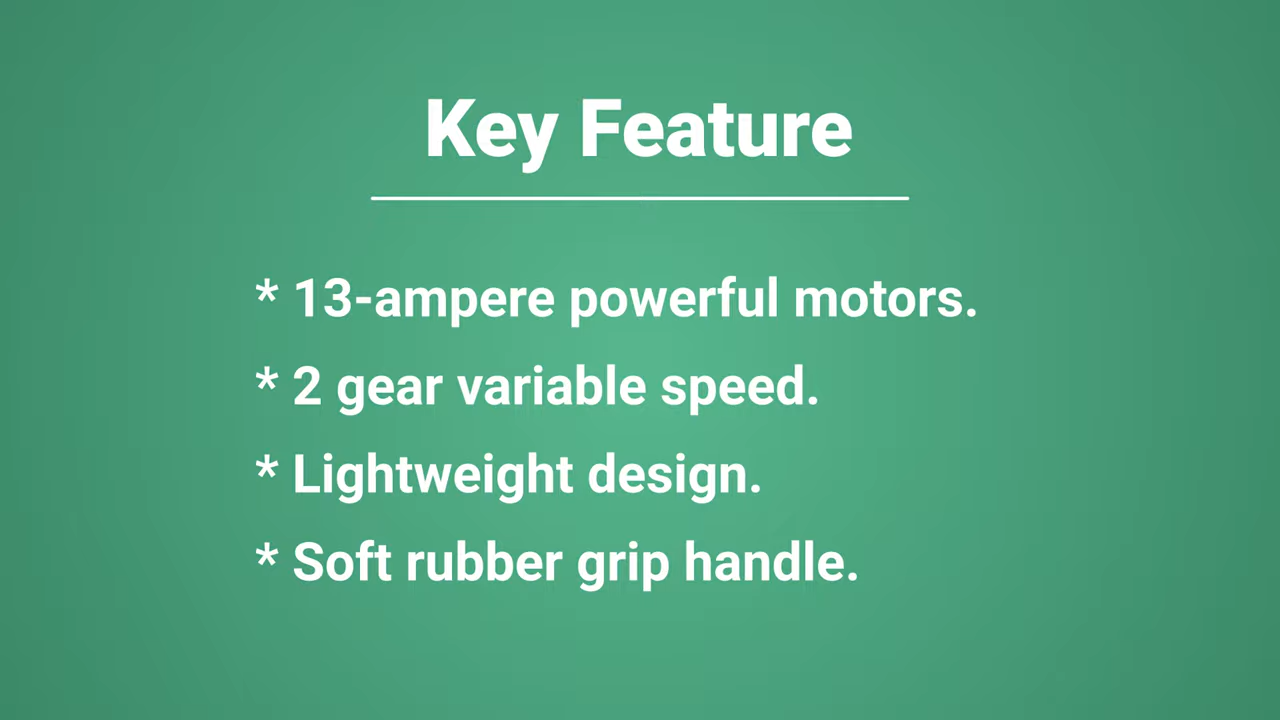 Key Feature
* 13-ampere powerful motors.
* 2 gear variable speed.
* Lightweight design.
* Soft rubber grip handle.